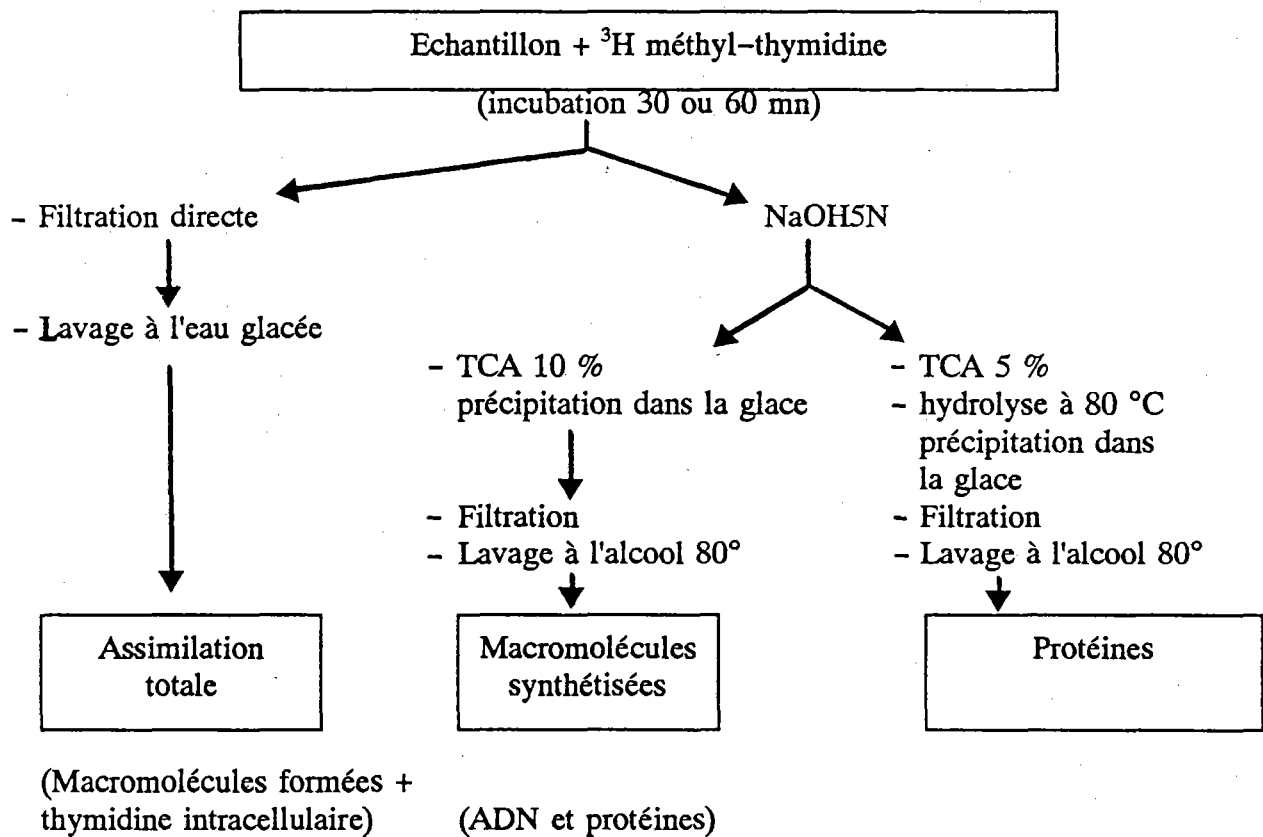 Echantillon + ³H méthyl–thymidine
(incubation 30 ou 60 mn)
– Filtration directe
NaOH5N
– Lavage à l'eau glacée
– TCA 10 %
précipitation dans la glace
– TCA 5 %
– hydrolyse à 80 °C
précipitation dans
la glace
– Filtration
– Lavage à l'alcool 80°
– Filtration
– Lavage à l'alcool 80°
Assimilation
totale
Macromolécules
synthétisées
Protéines
(Macromolécules formées +
thymidine intracellulaire)
(ADN et protéines)